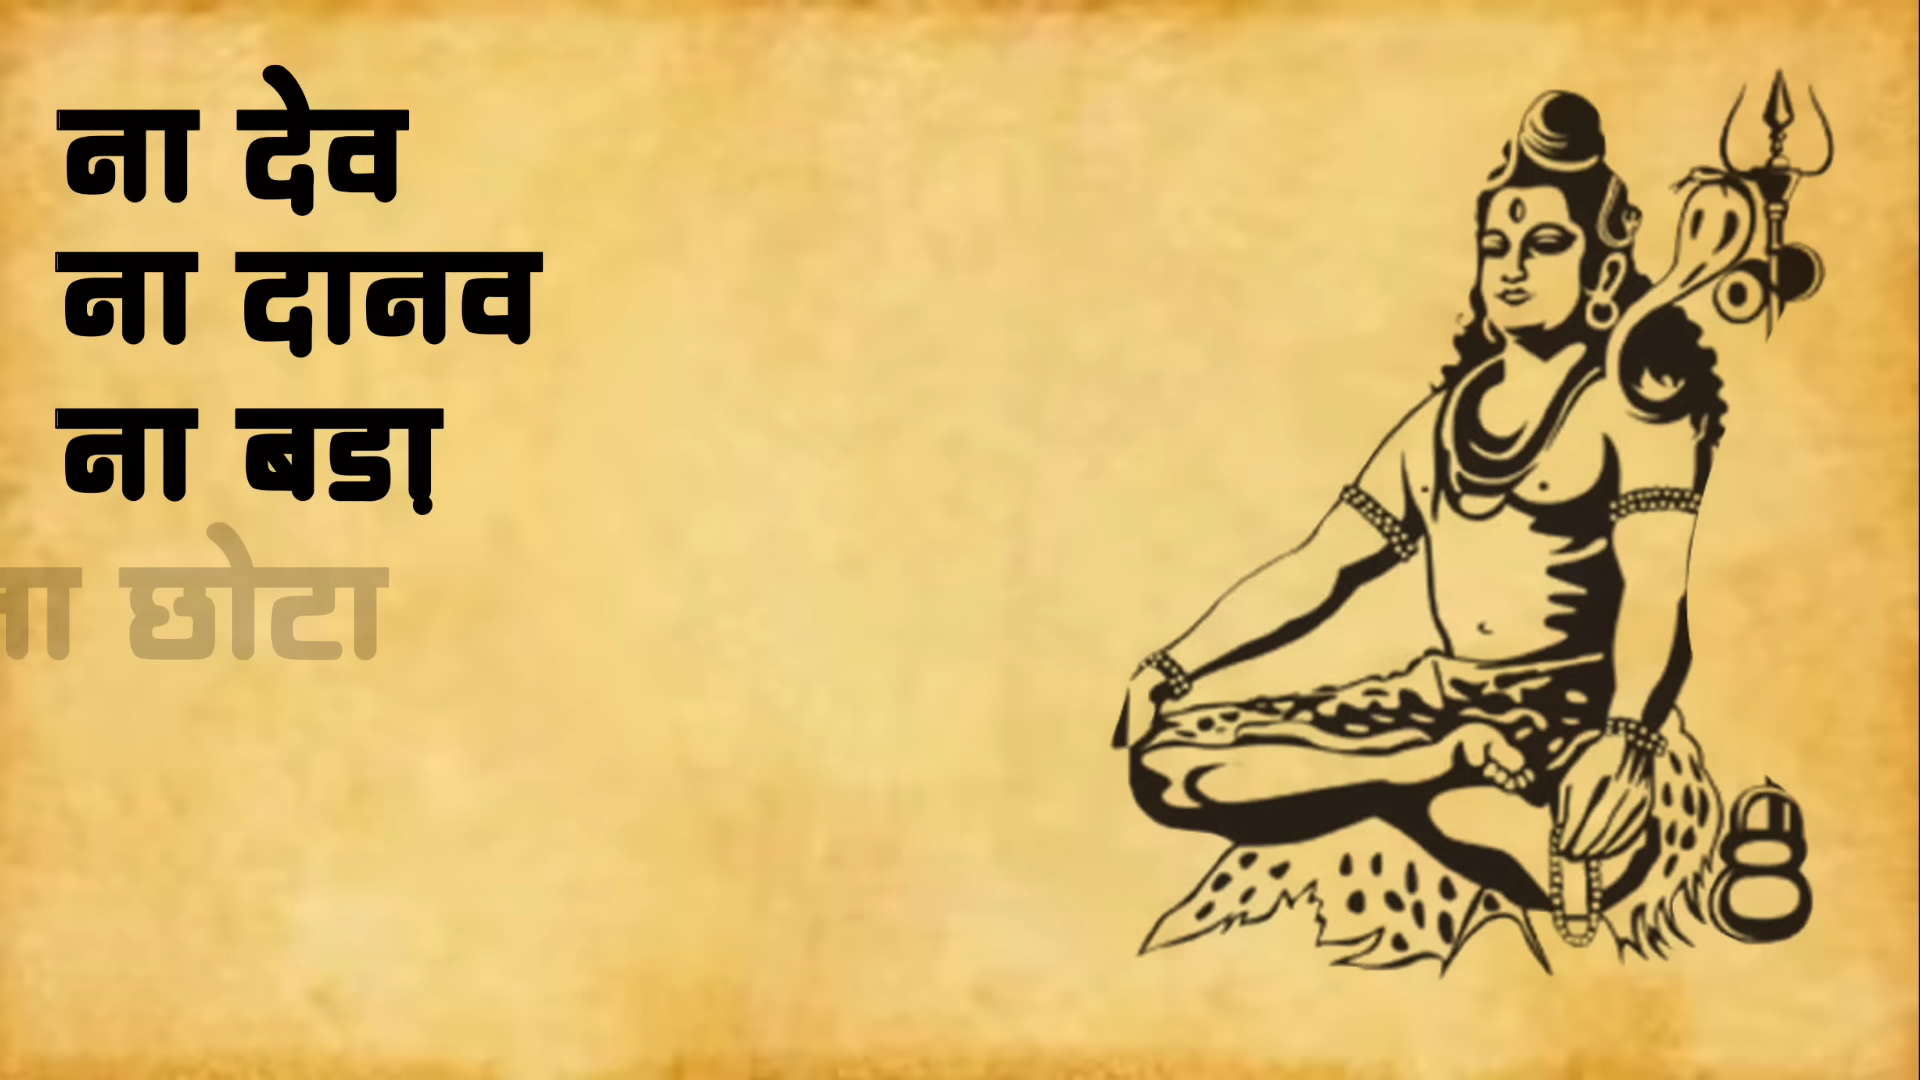 ना देव
ना दानव
ना बडा़
ना छोटा